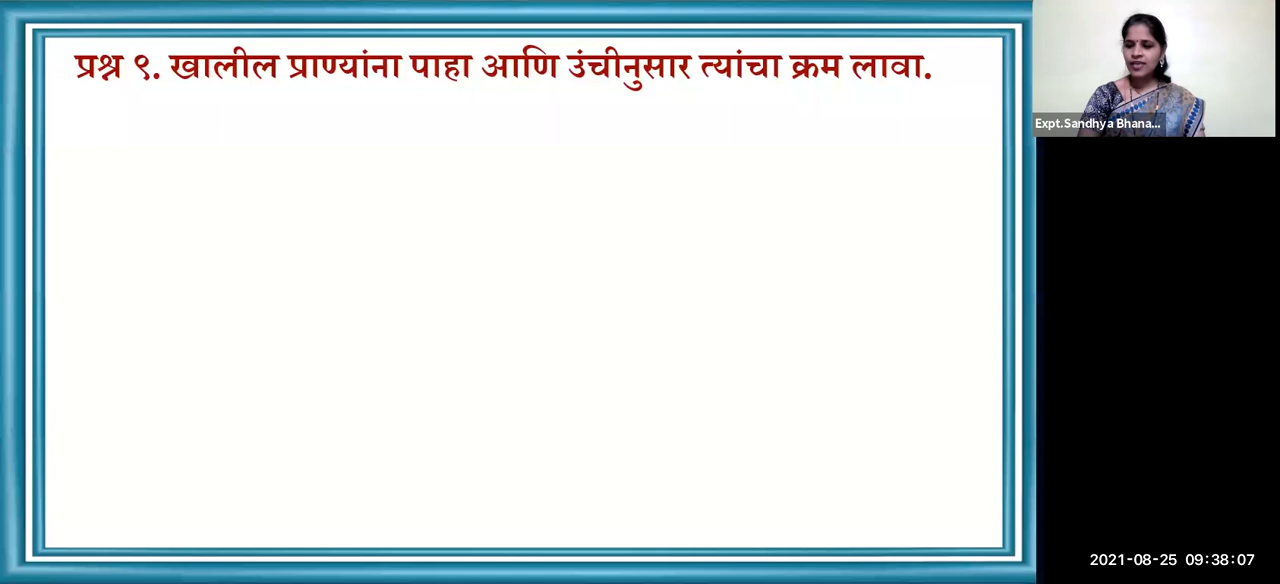 प्रश्न ९. खालील प्राण्यांना पाहा आणि उंचीनुसार त्यांचा क्रम लावा.
Expt.Sandhya Bhana...
2021-08-25 09:38:07